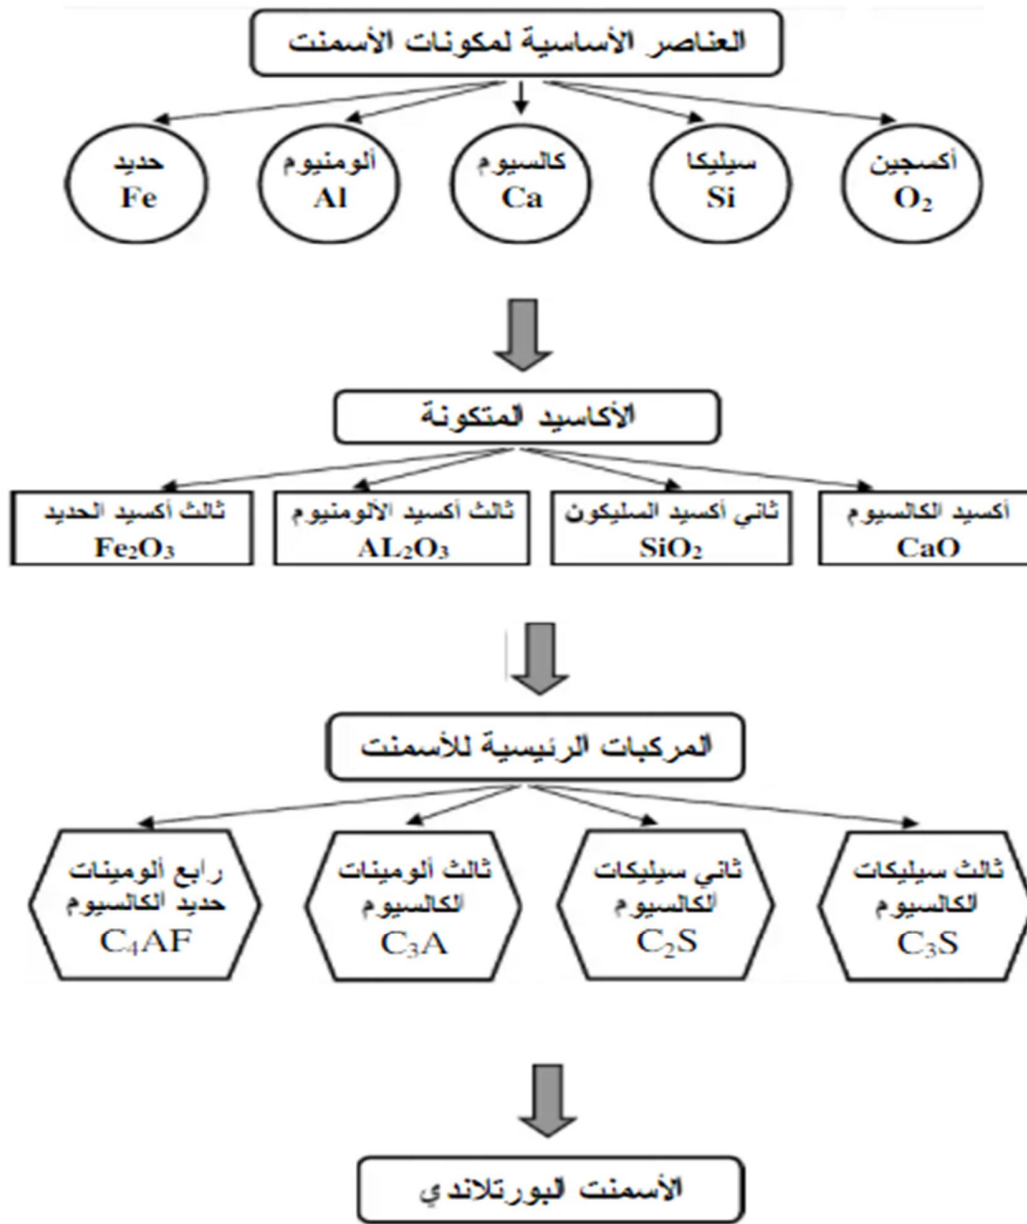 العناصر الأساسية لمكونات الأسمنت
أكسجين
O₂
سيليكا
Si
كالسيوم
Ca
ألومنيوم
Al
حديد
Fe
الأكاسيد المتكونة
أكسيد الكالسيوم
CaO
ثاني أكسيد السليكون
SiO₂
ثالث أكسيد الألومنيوم
AL₂O₃
ثالث أكسيد الحديد
Fe₂O₃
المركبات الرئيسية للأسمنت
ثالث سيليكات
الكالسيوم
C₃S
ثاني سيليكات
الكالسيوم
C₂S
ثالث ألومينات
الكالسيوم
C₃A
رابع ألومينات
حديد الكالسيوم
C₄AF
الأسمنت البورتلاندي